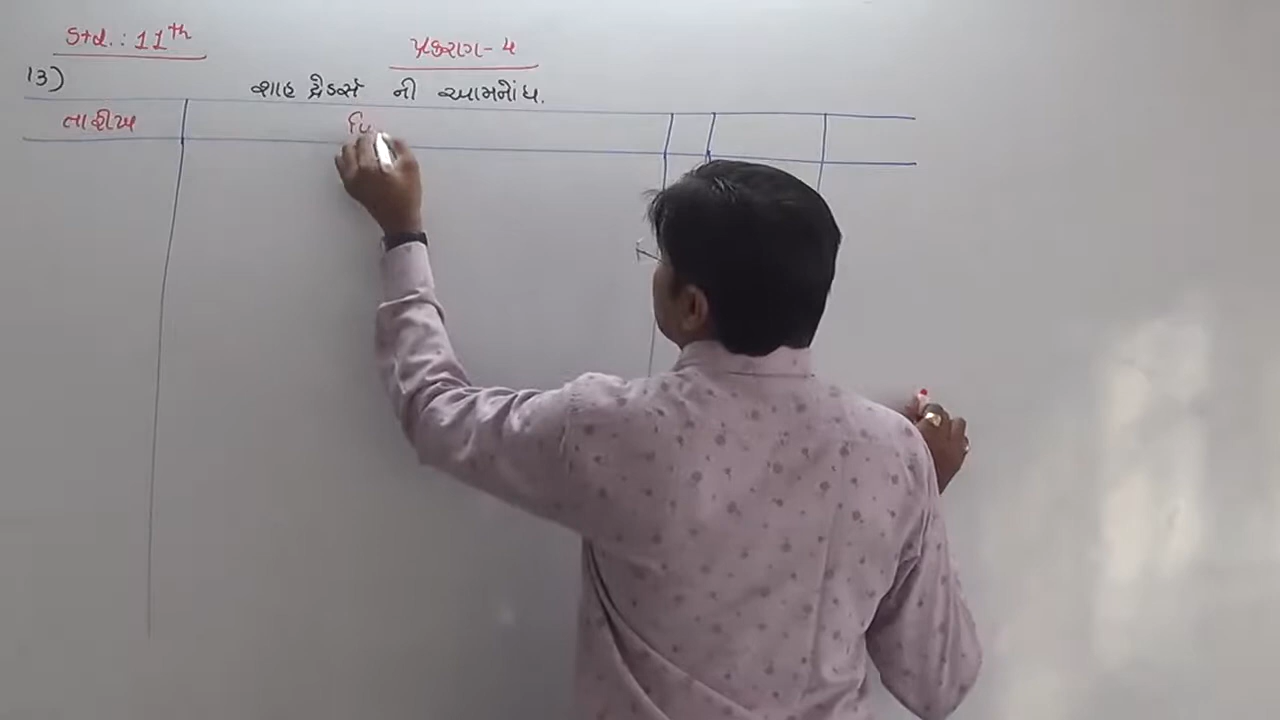 Std. : 11th
પ્રકરણ - 4
13)
શાહ ટ્રેડર્સ ની આમનોંધ.
તારીખ
વિ